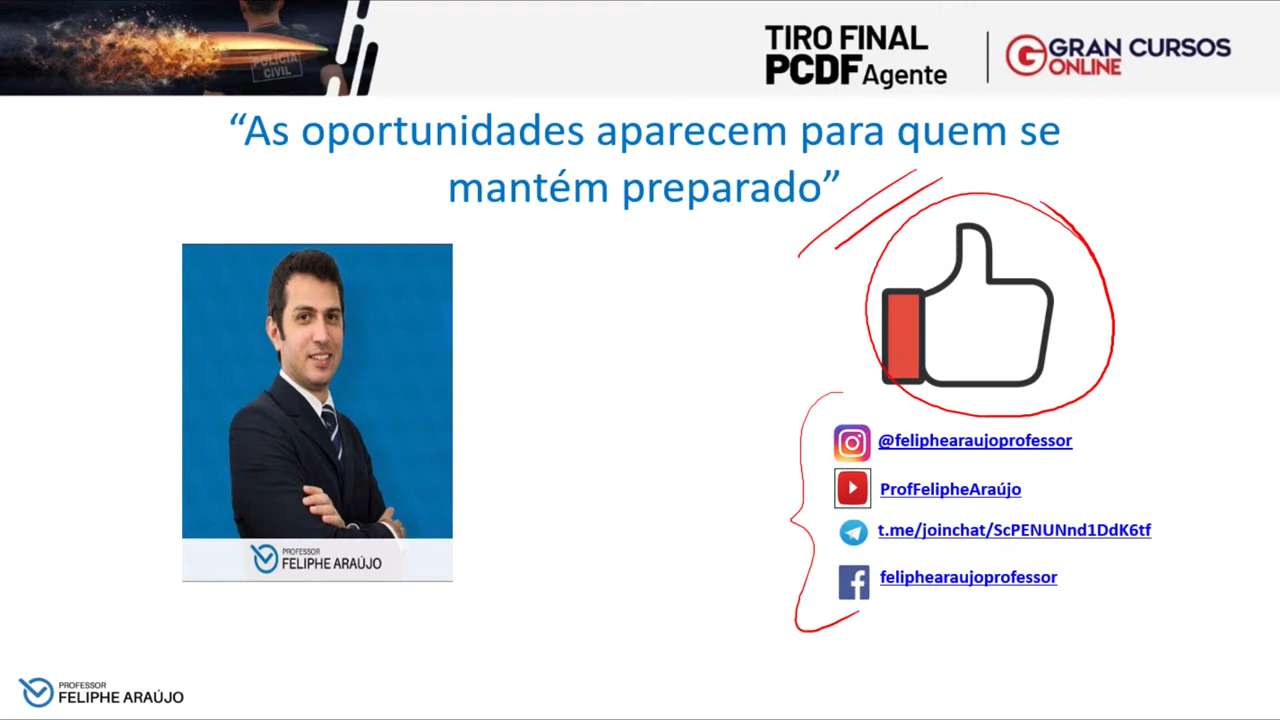 POLÍCIA
CIVIL
TIRO FINAL
PCDF Agente
GRAN CURSOS
ONLINE
“As oportunidades aparecem para quem se
mantém preparado”
PROFESSOR
FELIPHE ARAÚJO
@feliphearaujoprofessor
ProfFelipheAraújo
t.me/joinchat/ScPENUNnd1DdK6tf
feliphearaujoprofessor
PROFESSOR
FELIPHE ARAÚJO